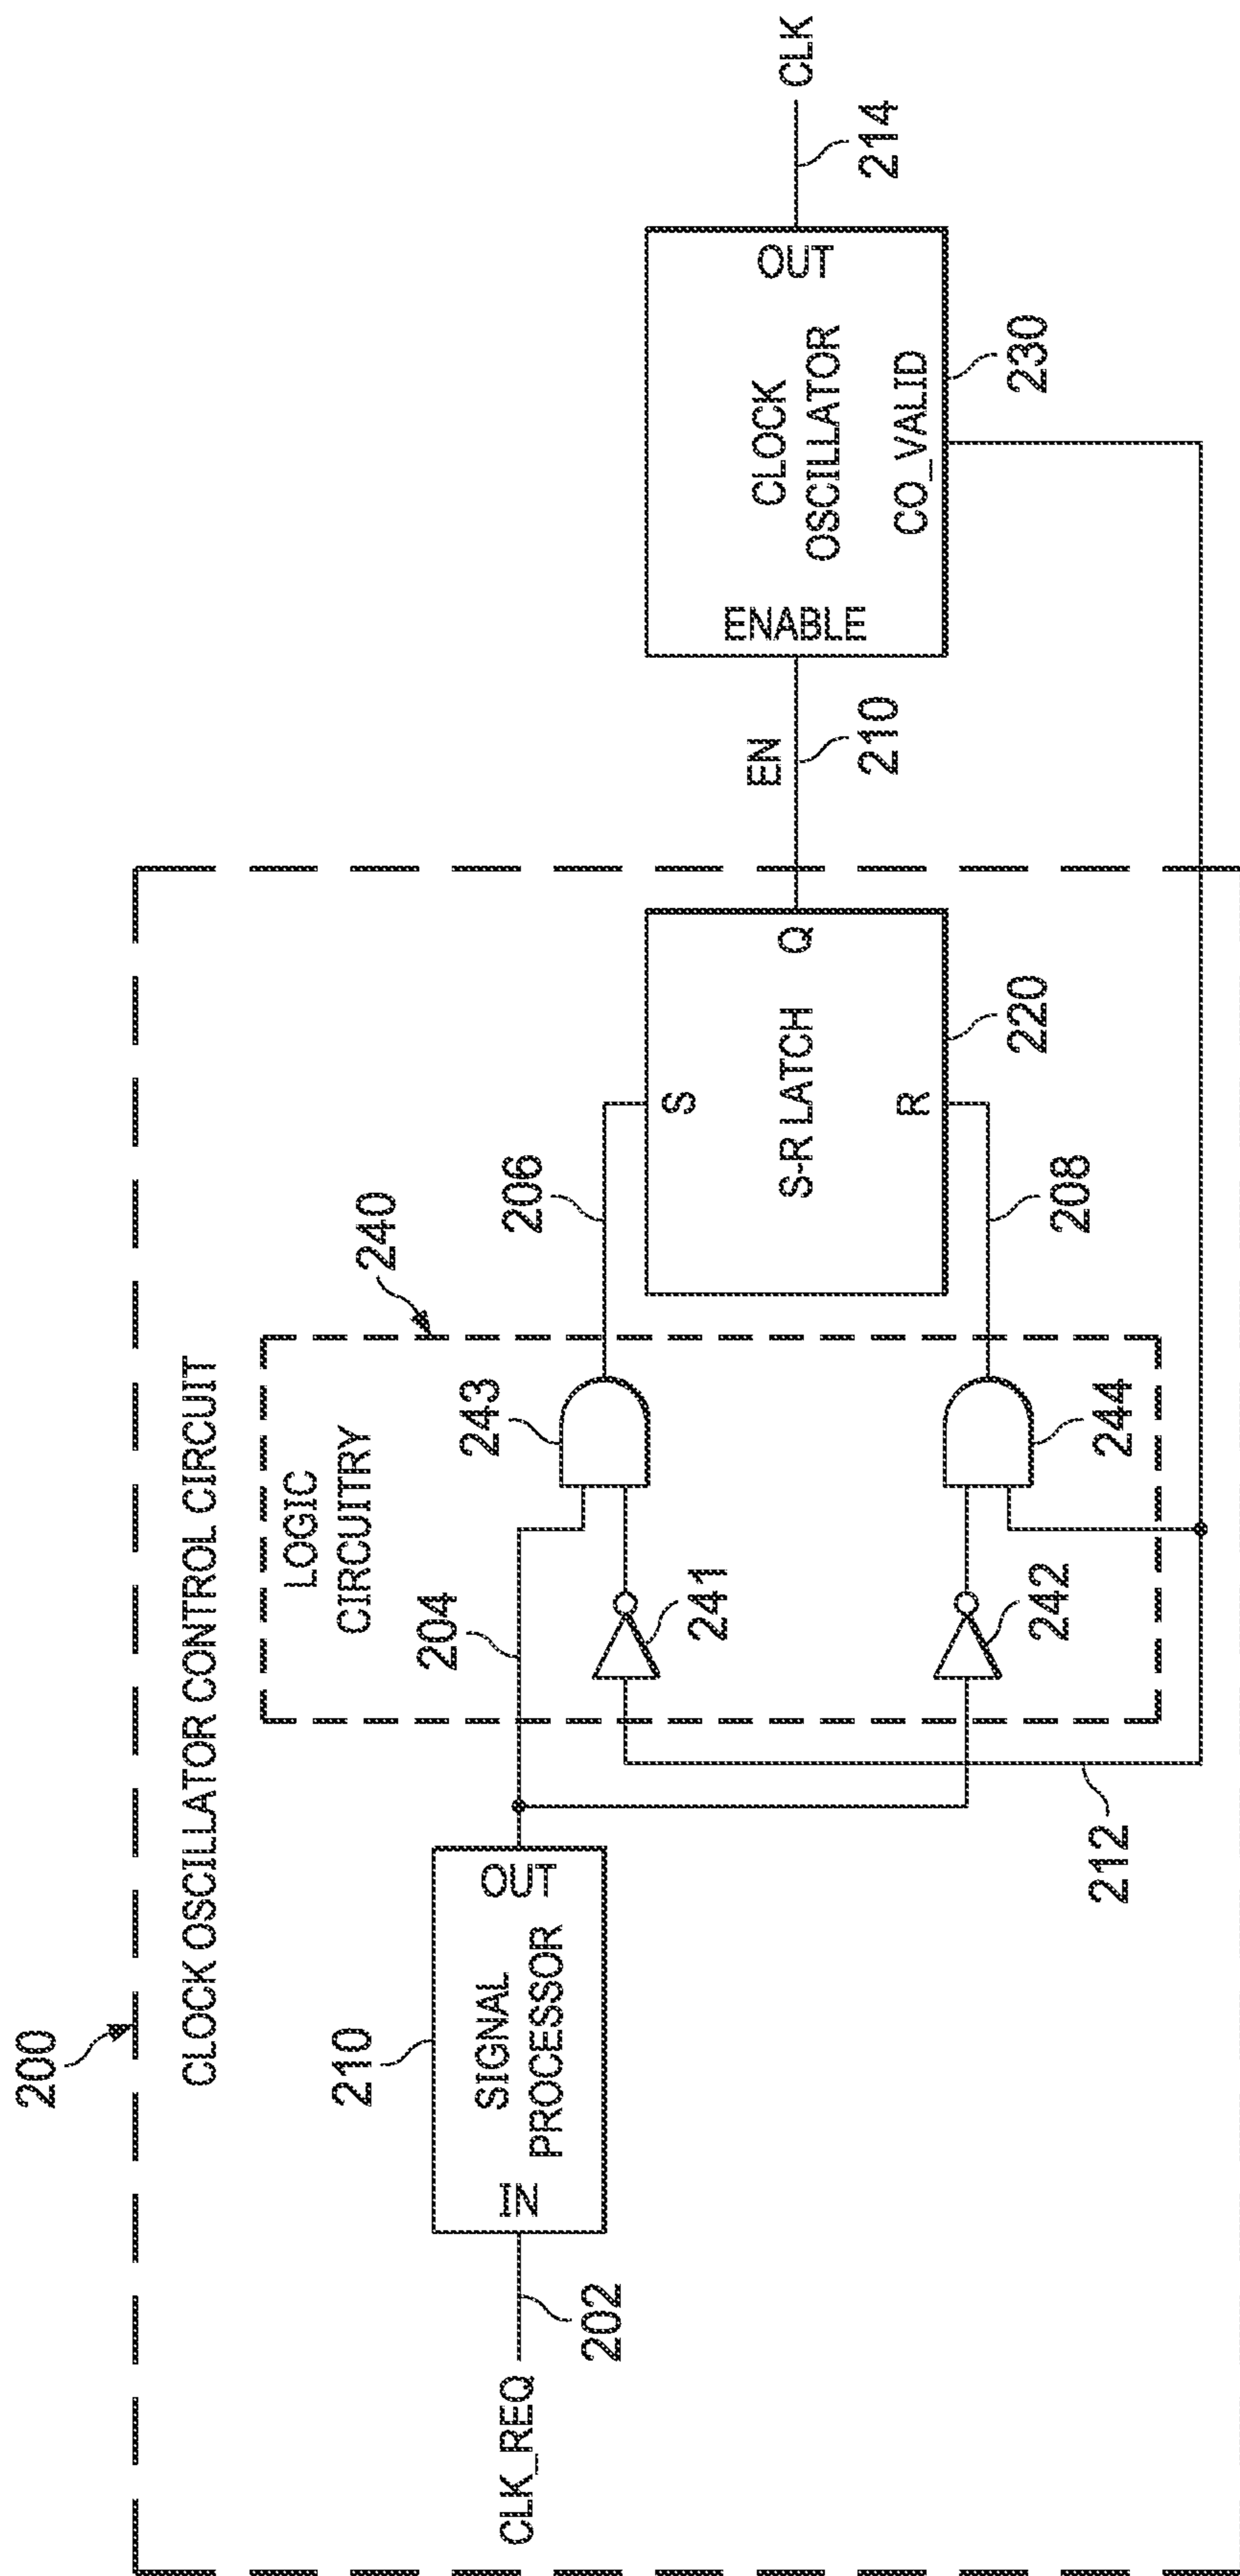 200
CLOCK OSCILLATOR CONTROL CIRCUIT
240
LOGIC
CIRCUITRY
210
204
243
206
CLK_REQ
202
IN
SIGNAL
PROCESSOR
OUT
241
242
244
212
208
S
S-R LATCH
R
Q
220
EN
210
ENABLE
CLOCK
OSCILLATOR
CO_VALID
OUT
230
214
CLK